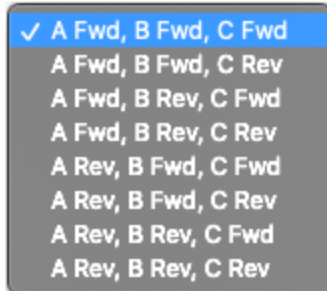 ✓ A Fwd, B Fwd, C Fwd
A Fwd, B Fwd, C Rev
A Fwd, B Rev, C Fwd
A Fwd, B Rev, C Rev
A Rev, B Fwd, C Fwd
A Rev, B Fwd, C Rev
A Rev, B Rev, C Fwd
A Rev, B Rev, C Rev